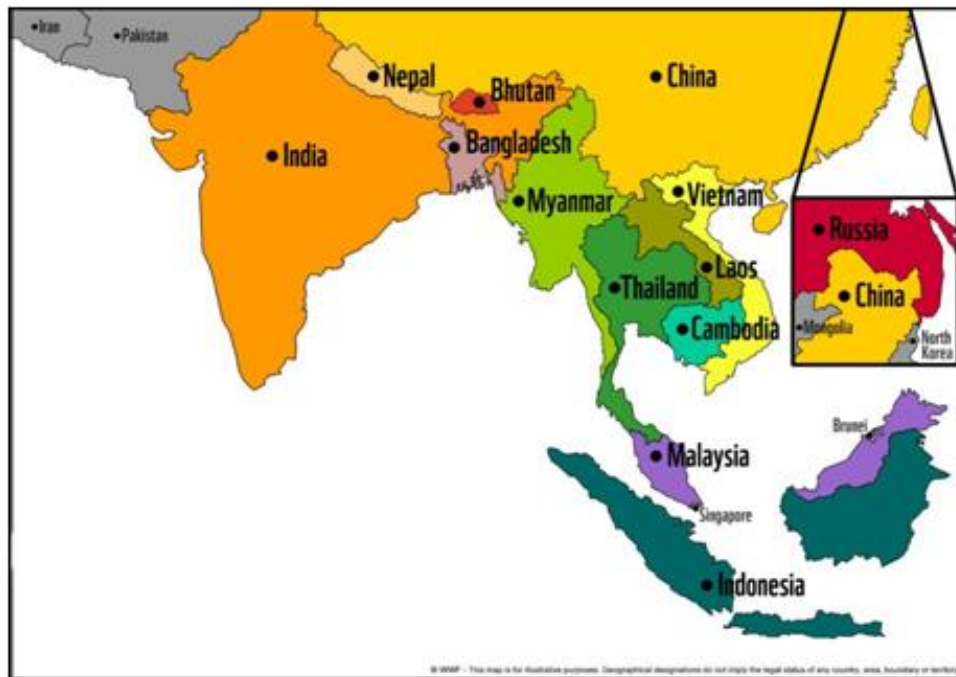 Iran
Pakistan
Nepal
China
Bhutan
Bangladesh
India
Myanmar
Vietnam
Russia
Laos
Thailand
China
Cambodia
Mongolia
North
Korea
Brunei
Malaysia
Singapore
Indonesia
© WWF - This map is for illustrative purposes. Geographical designations do not imply the legal status of any country, area, boundary or territory